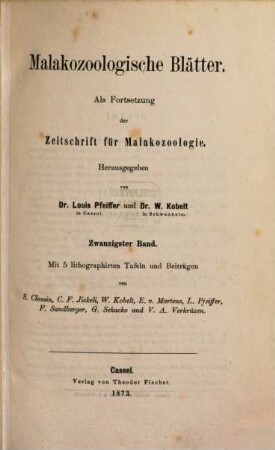 Malakozoologische Blätter.
Als Fortsetzung
der
Zeitschrift für Malakozoologie.
Herausgegeben
von
Dr. Louis Pfeiffer und Dr. W. Kobelt
in Cassel. in Schwanheim.
Zwanzigster Band.
Mit 5 lithographirten Tafeln und Beiträgen
von
S. Clessin, C. F. Jickeli, W. Kobelt, E. v. Martens, L. Pfeiffer,
F. Sandberger, G. Schacko und V. A. Verkrüzen.
Cassel.
Verlag von Theodor Fischer.
1873.